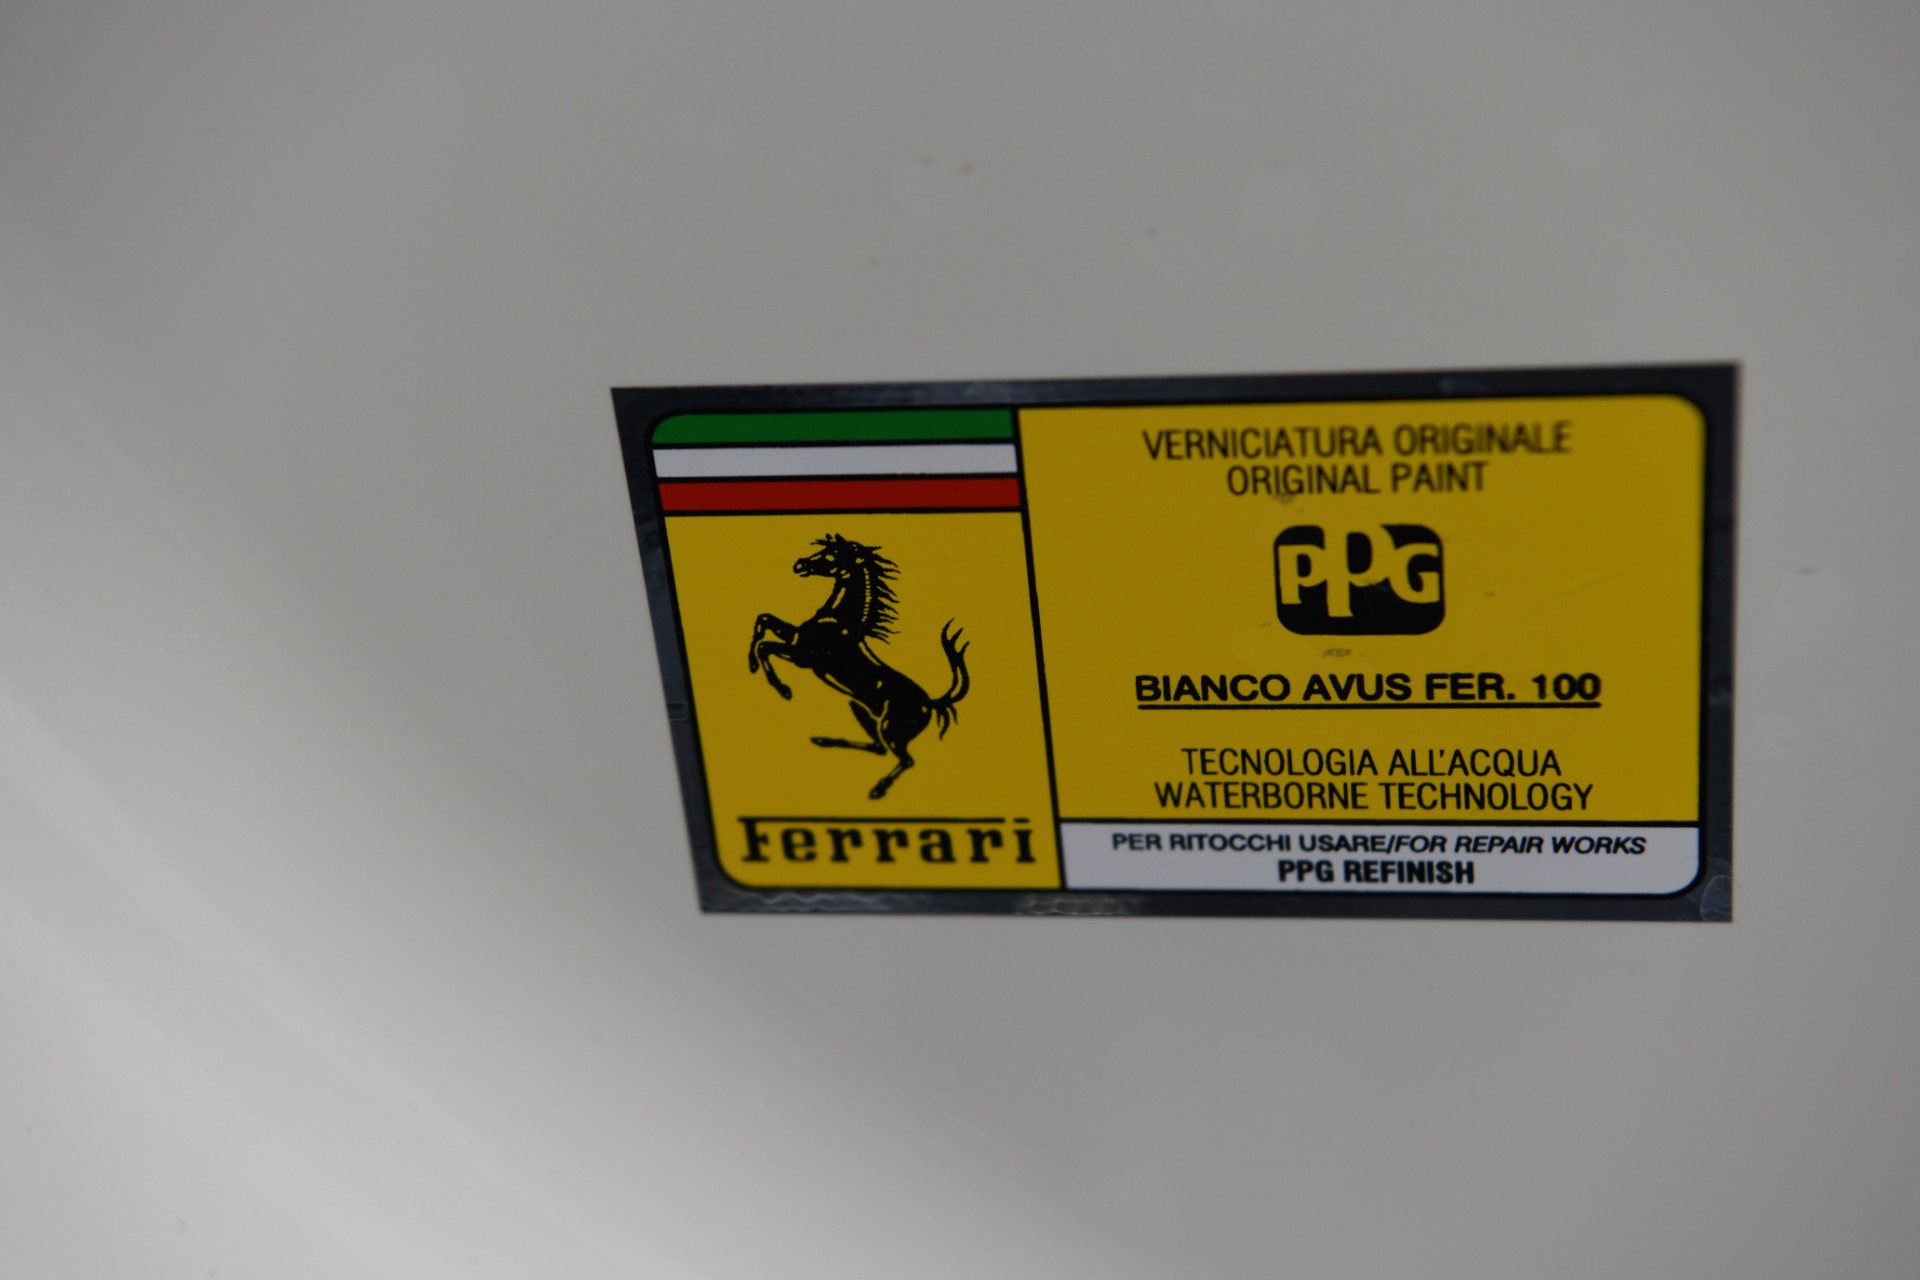 Ferrari
VERNICIATURA ORIGINALE
ORIGINAL PAINT
PPG
BIANCO AVUS FER. 100
TECNOLOGIA ALL'ACQUA
WATERBORNE TECHNOLOGY
PER RITOCCHI USARE/FOR REPAIR WORKS
PPG REFINISH